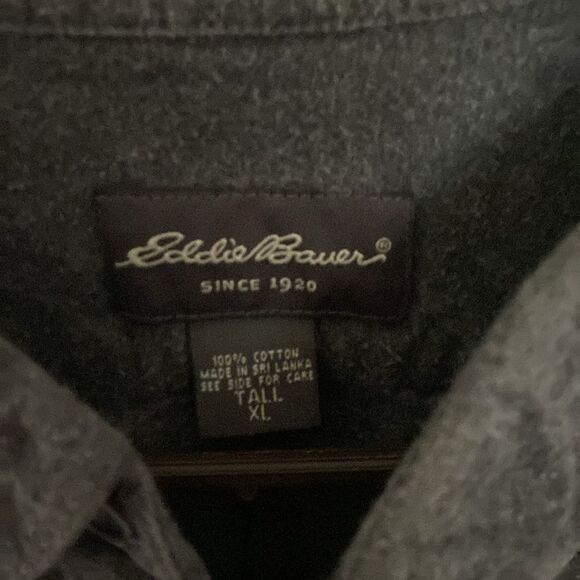 Eddie Bauer®
SINCE 1920
100% COTTON
MADE IN SRI LANKA
SEE SIDE FOR CARE
TALL
XL